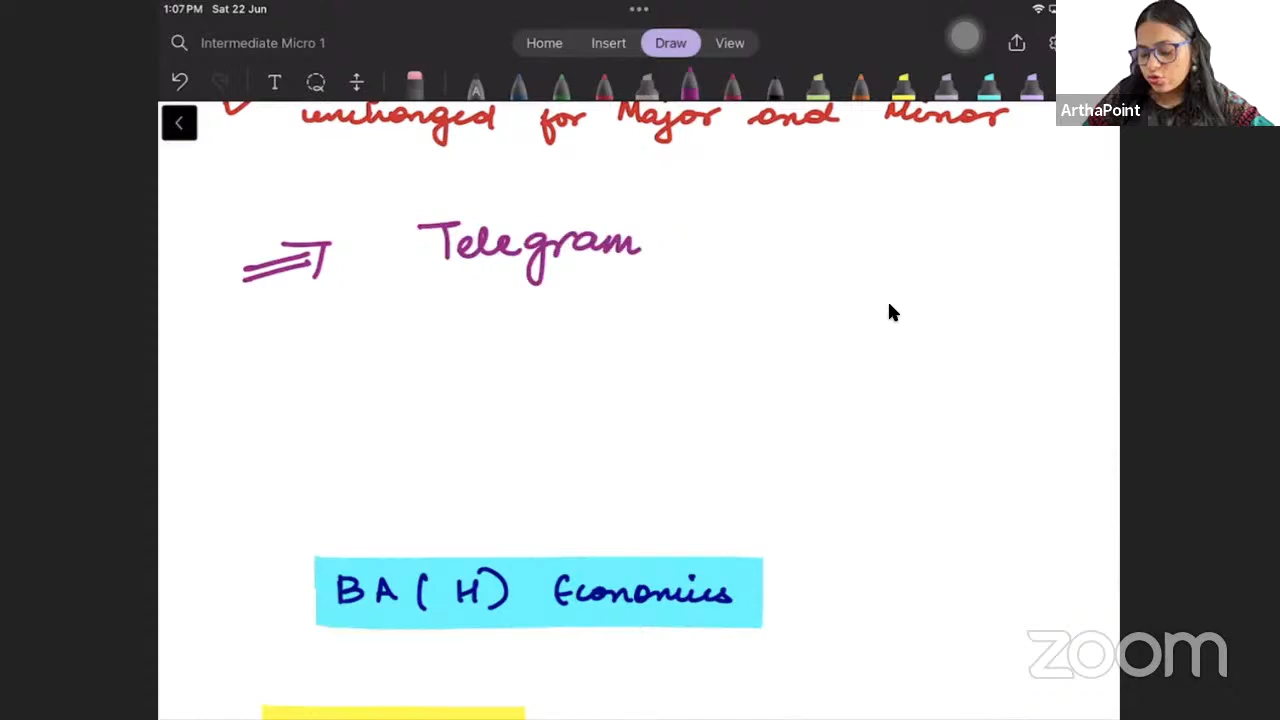 1:07 PM Sat 22 Jun
Intermediate Micro 1
Home Insert Draw View
ArthaPoint
unchanged for Major and Minor
Telegram
BA (H) Economics
zoom